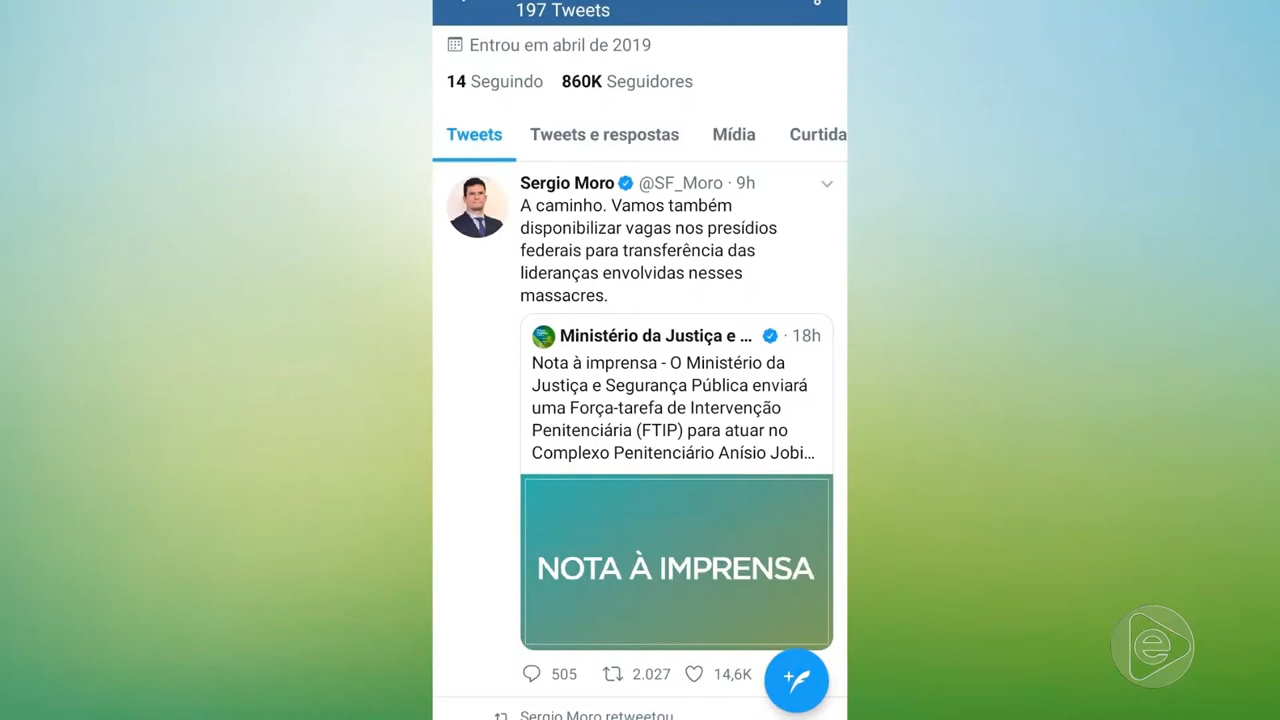 197 Tweets
Entrou em abril de 2019
14 Seguindo 860K Seguidores
Tweets Tweets e respostas Mídia Curtida
Sergio Moro @SF_Moro · 9h
A caminho. Vamos também
disponibilizar vagas nos presídios
federais para transferência das
lideranças envolvidas nesses
massacres.
Ministério da Justiça e ... · 18h
Nota à imprensa - O Ministério da
Justiça e Segurança Pública enviará
uma Força-tarefa de Intervenção
Penitenciária (FTIP) para atuar no
Complexo Penitenciário Anísio Jobi...
NOTA À IMPRENSA
505 2.027 14,6K
Sergio Moro retweetou
e